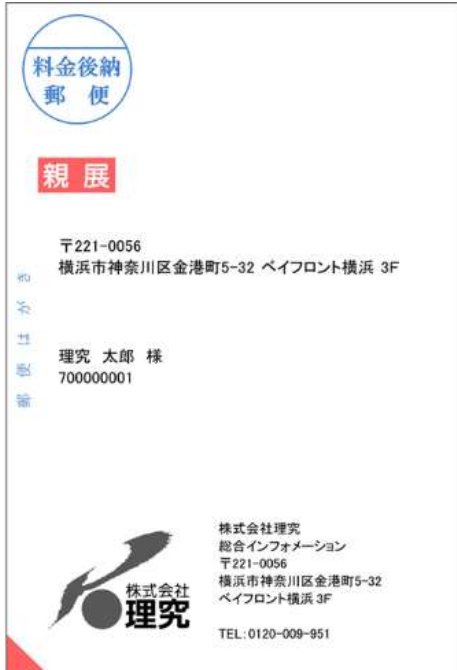 料金後納
郵 便
親 展
〒221-0056
横浜市神奈川区金港町5-32 ベイフロント横浜 3F
郵便はがき
理究 太郎 様
700000001
株式会社
理究
株式会社理究
総合インフォメーション
〒221-0056
横浜市神奈川区金港町5-32
ベイフロント横浜 3F
TEL:0120-009-951